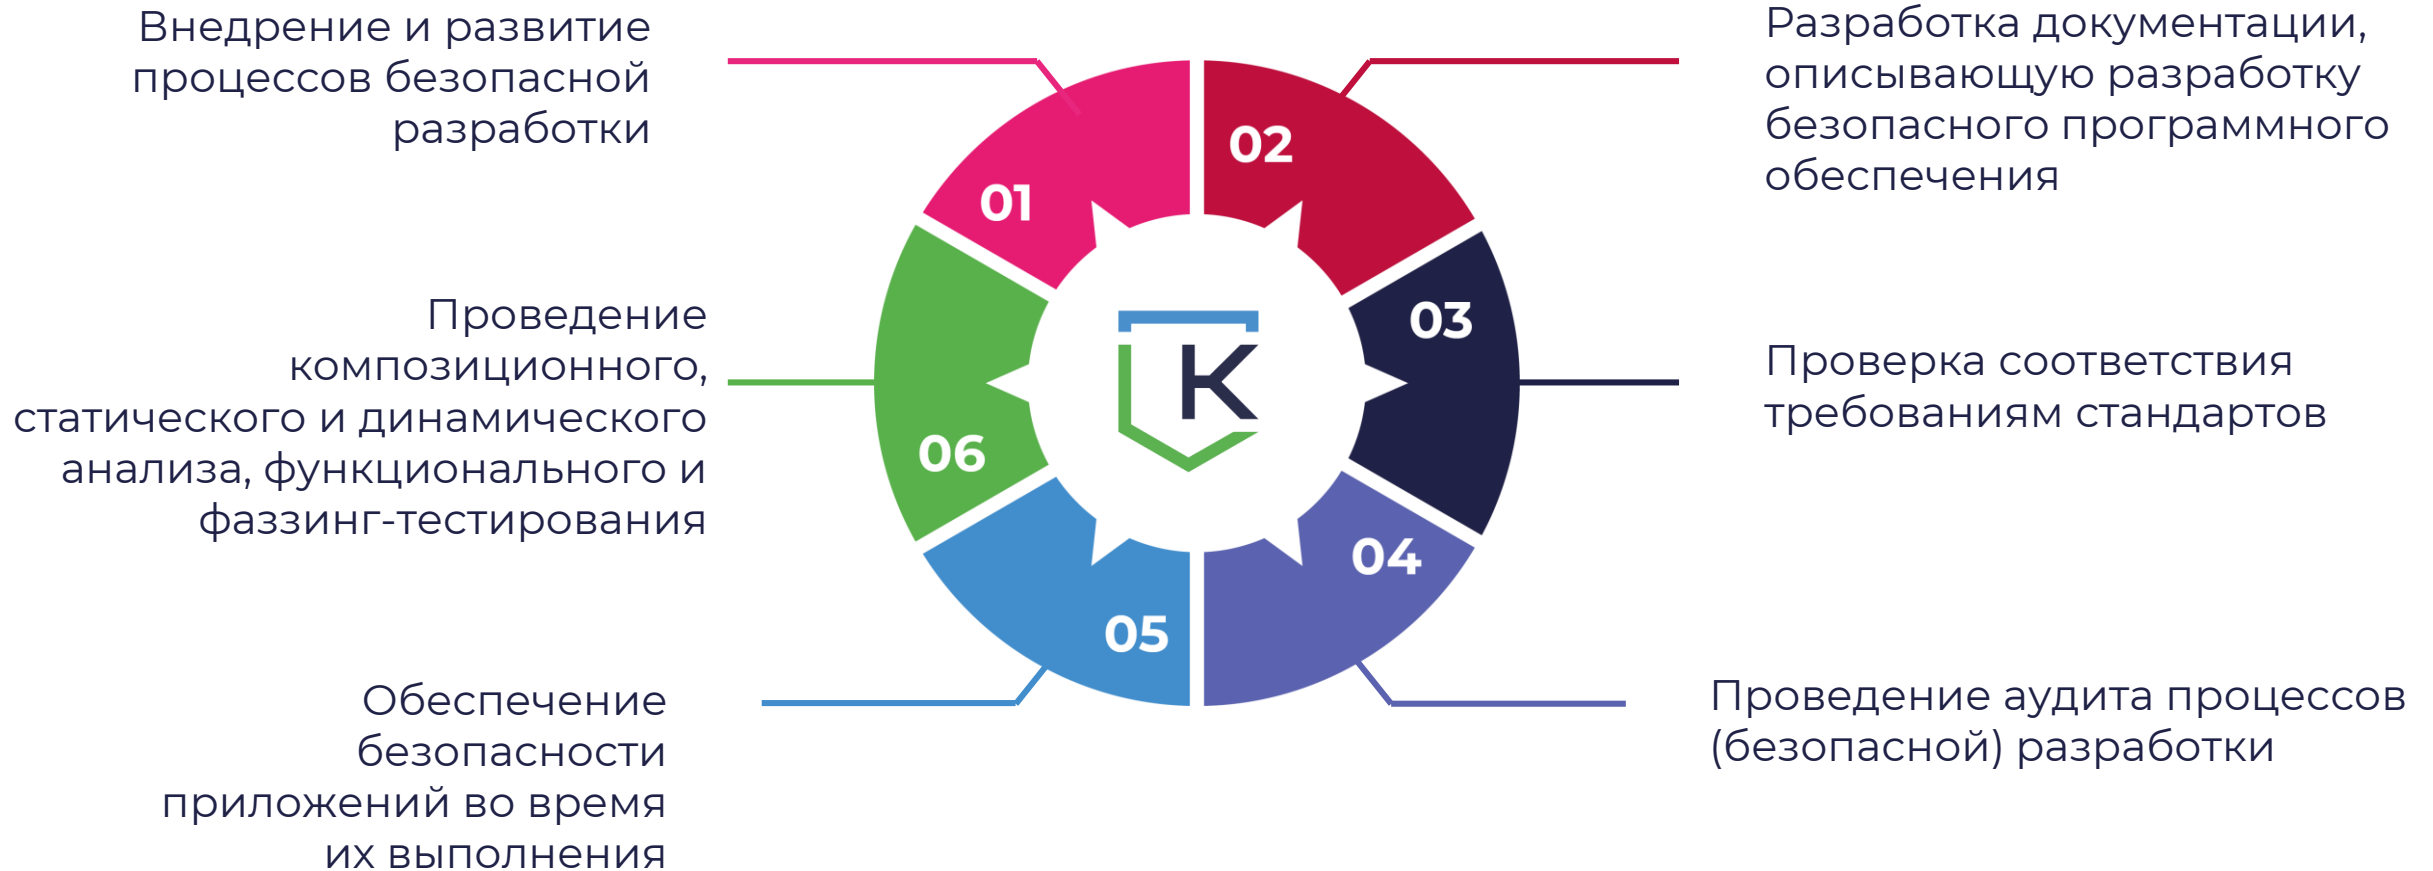 Внедрение и развитие
процессов безопасной
разработки
01
02
Разработка документации,
описывающую разработку
безопасного программного
обеспечения
03
Проверка соответствия
требованиям стандартов
04
Проведение аудита процессов
(безопасной) разработки
05
Обеспечение
безопасности
приложений во время
их выполнения
06
Проведение
композиционного,
статического и динамического
анализа, функционального и
фаззинг-тестирования
К